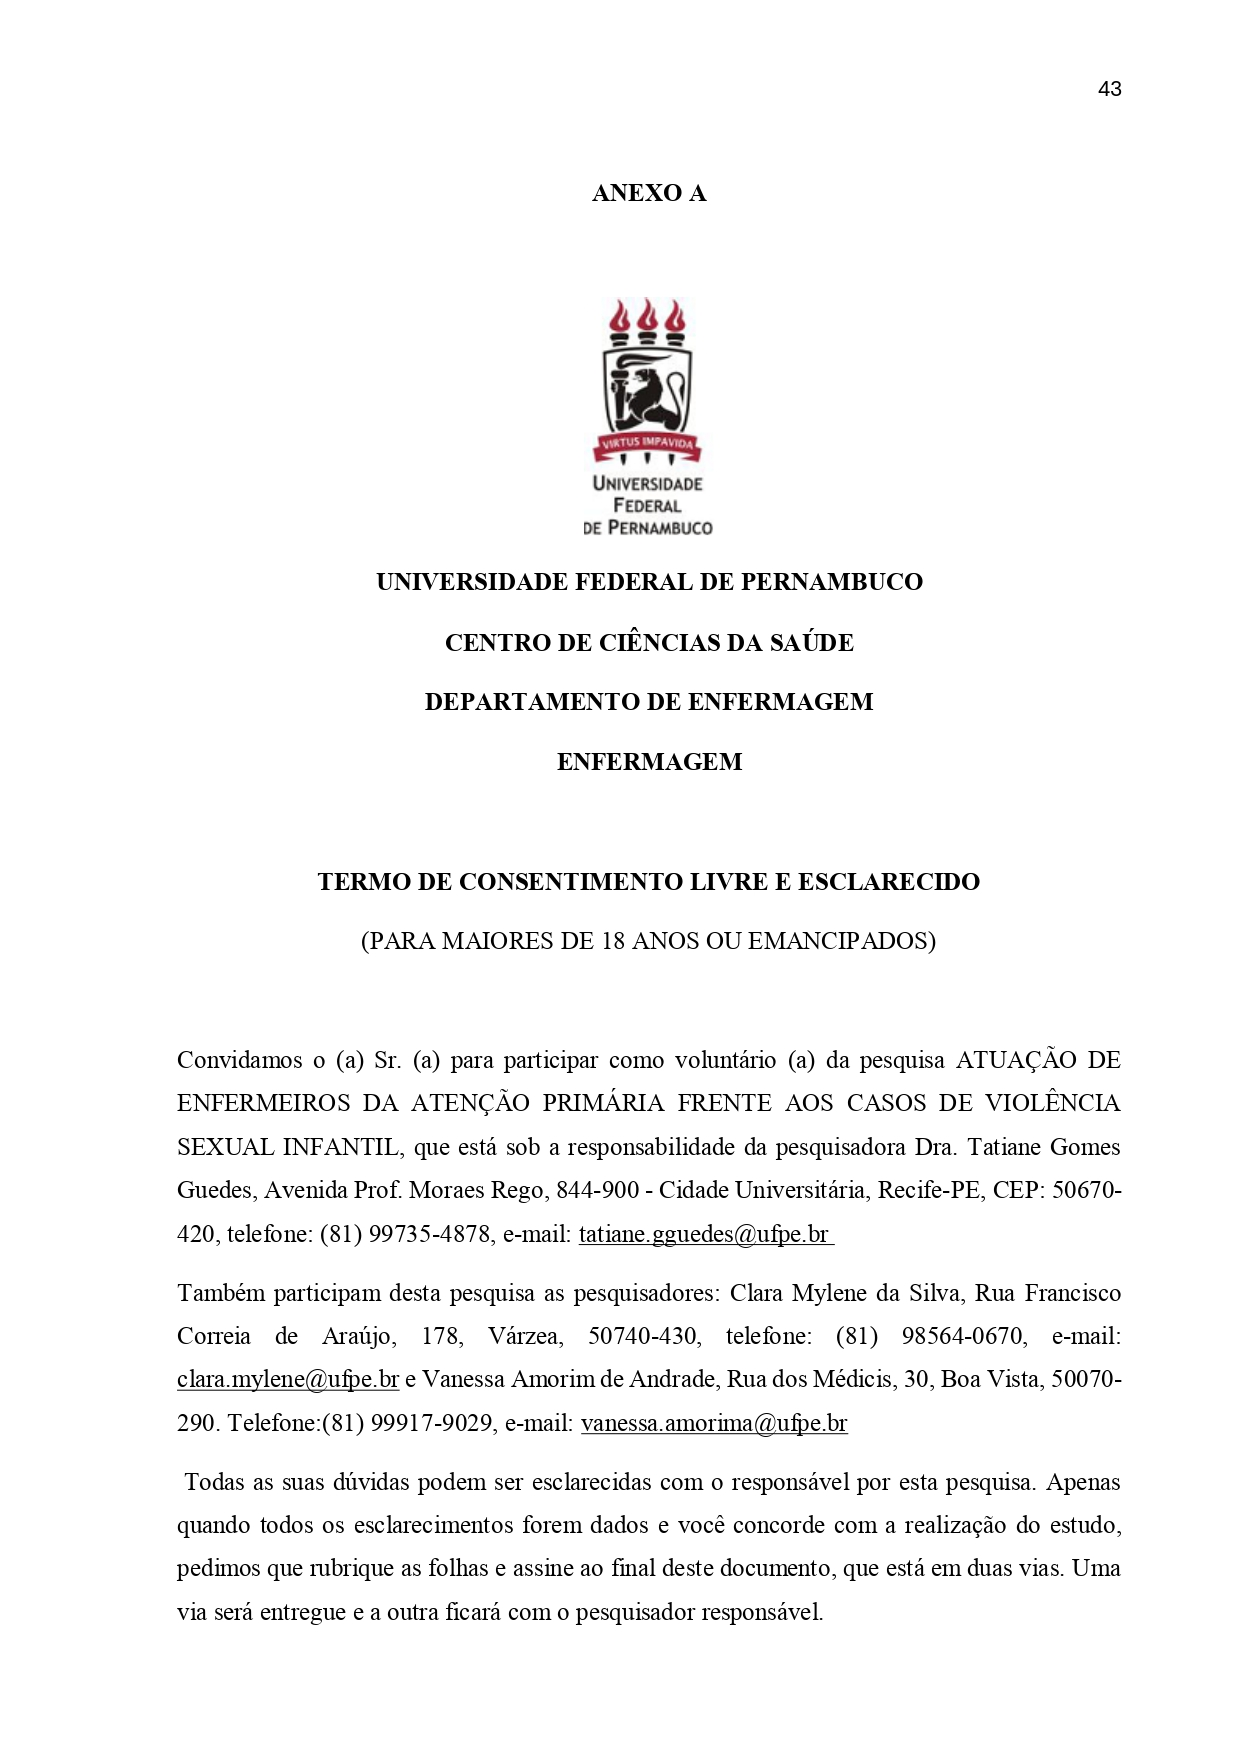 43
ANEXO A
VIRTUS IMPAVIDA
UNIVERSIDADE
FEDERAL
DE PERNAMBUCO
UNIVERSIDADE FEDERAL DE PERNAMBUCO
CENTRO DE CIÊNCIAS DA SAÚDE
DEPARTAMENTO DE ENFERMAGEM
ENFERMAGEM
TERMO DE CONSENTIMENTO LIVRE E ESCLARECIDO
(PARA MAIORES DE 18 ANOS OU EMANCIPADOS)
Convidamos o (a) Sr. (a) para participar como voluntário (a) da pesquisa ATUAÇÃO DE
ENFERMEIROS DA ATENÇÃO PRIMÁRIA FRENTE AOS CASOS DE VIOLÊNCIA
SEXUAL INFANTIL, que está sob a responsabilidade da pesquisadora Dra. Tatiane Gomes
Guedes, Avenida Prof. Moraes Rego, 844-900 - Cidade Universitária, Recife-PE, CEP: 50670-
420, telefone: (81) 99735-4878, e-mail: tatiane.gguedes@ufpe.br
Também participam desta pesquisa as pesquisadores: Clara Mylene da Silva, Rua Francisco
Correia de Araújo, 178, Várzea, 50740-430, telefone: (81) 98564-0670, e-mail:
clara.mylene@ufpe.br e Vanessa Amorim de Andrade, Rua dos Médicis, 30, Boa Vista, 50070-
290. Telefone:(81) 99917-9029, e-mail: vanessa.amorima@ufpe.br
Todas as suas dúvidas podem ser esclarecidas com o responsável por esta pesquisa. Apenas
quando todos os esclarecimentos forem dados e você concorde com a realização do estudo,
pedimos que rubrique as folhas e assine ao final deste documento, que está em duas vias. Uma
via será entregue e a outra ficará com o pesquisador responsável.